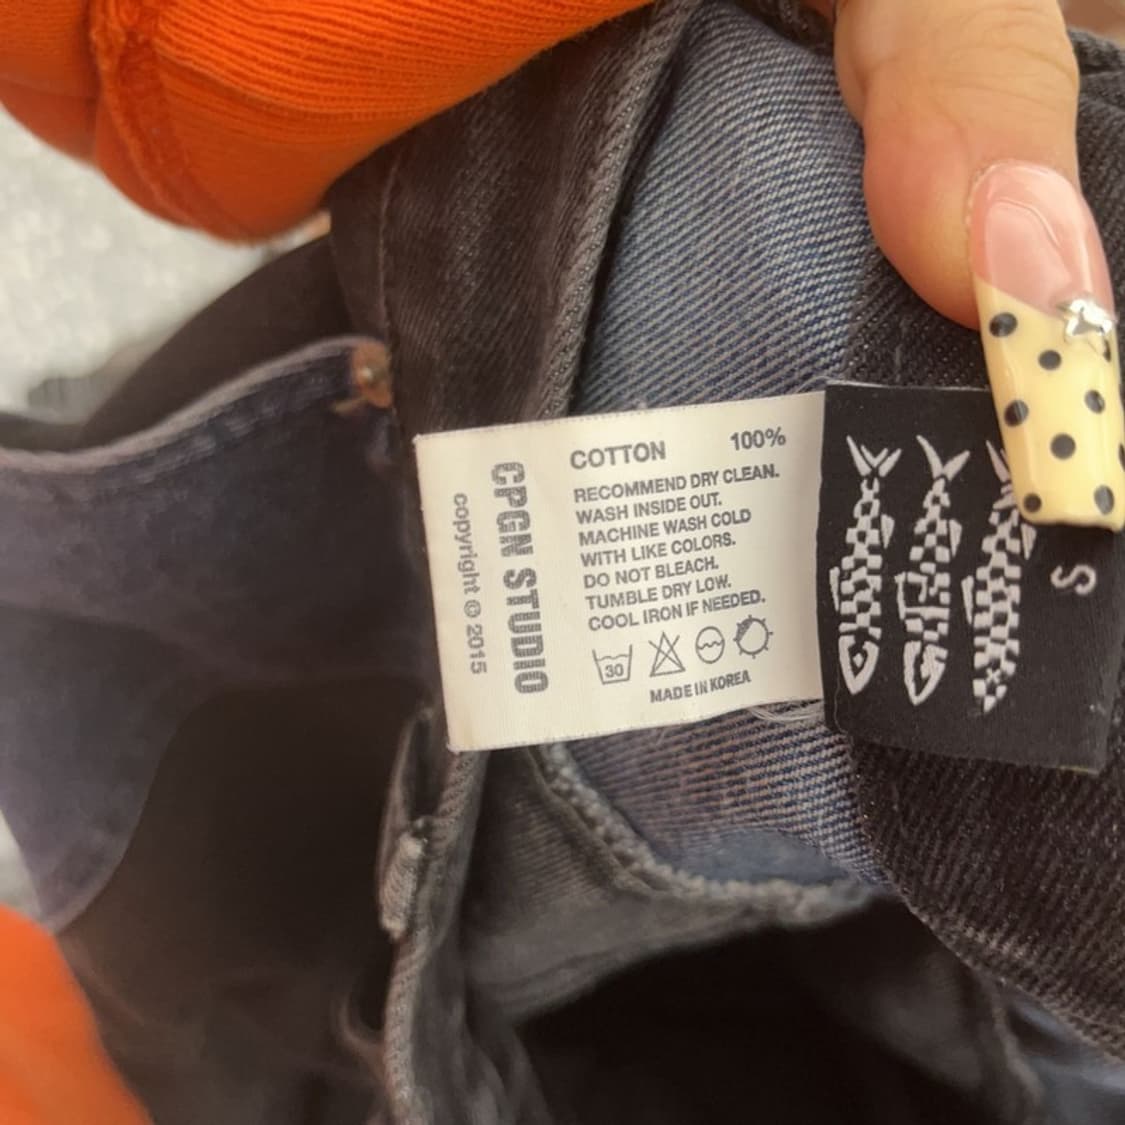 COTTON 100%
RECOMMEND DRY CLEAN.
WASH INSIDE OUT.
MACHINE WASH COLD
WITH LIKE COLORS.
DO NOT BLEACH.
TUMBLE DRY LOW.
COOL IRON IF NEEDED.
30
MADE IN KOREA
CPGN STUDIO
copyright © 2015
S